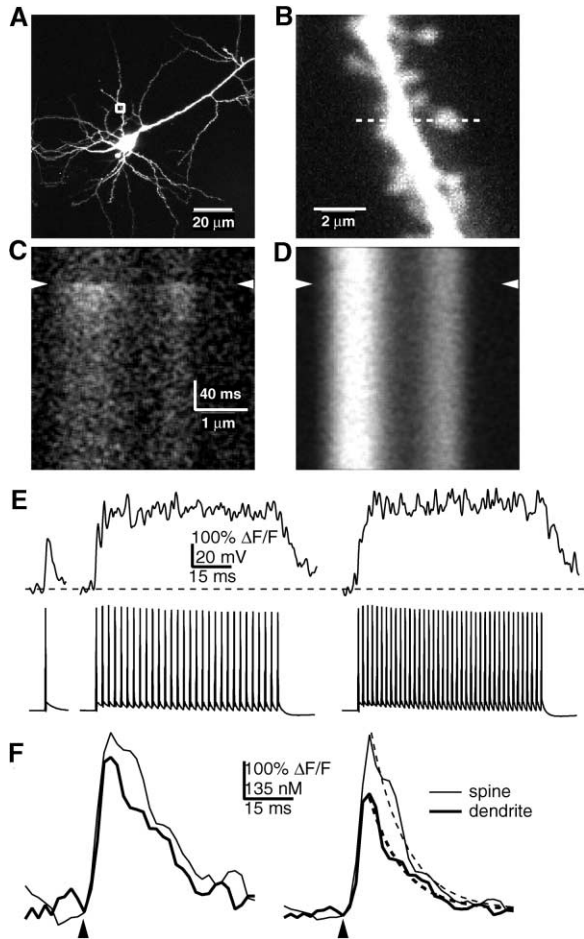 A
B
20 μm
2 μm
C
D
40 ms
1 μm
E
100% ΔF/F
20 mV
15 ms
F
100% ΔF/F
135 nM
15 ms
spine
dendrite